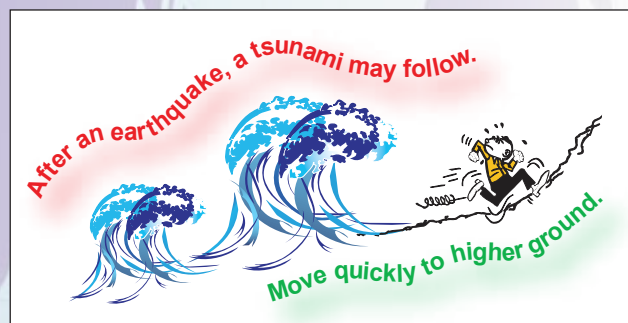 After an earthquake, a tsunami may follow.
Move quickly to higher ground.